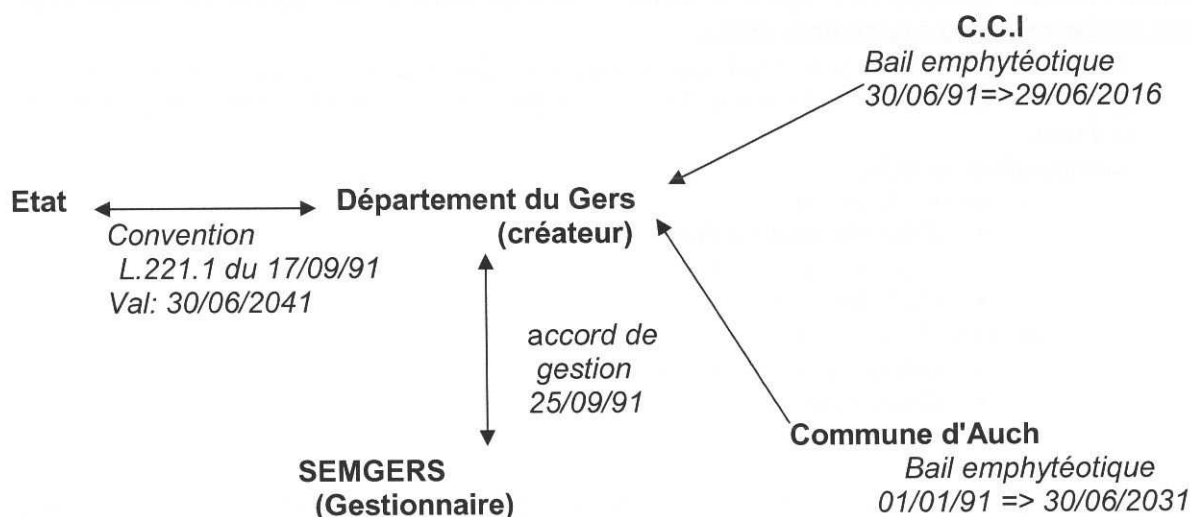 C.C.I
Bail emphytéotique
30/06/91=>29/06/2016
Etat
Département du Gers
(créateur)
Convention
L.221.1 du 17/09/91
Val: 30/06/2041
accord de
gestion
25/09/91
Commune d'Auch
Bail emphytéotique
01/01/91 => 30/06/2031
SEMGERS
(Gestionnaire)